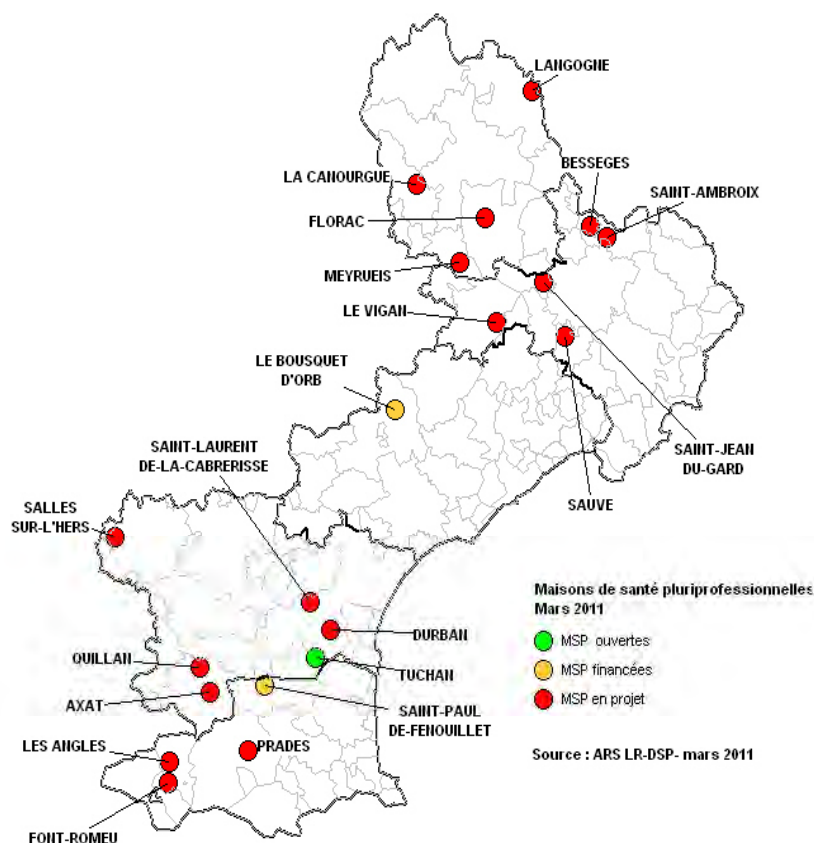 LANGOGNE
BESSEGES
LA CANOURGUE
SAINT-AMBROIX
FLORAC
MEYRUEIS
LE VIGAN
LE BOUSQUET
D'ORB
SAINT-LAURENT
DE-LA-CABRERISSE
SAINT-JEAN
DU-GARD
SAUVE
SALLES
SUR-L'HERS
Maisons de santé pluriprofessionnelles
Mars 2011
MSP ouvertes
MSP financées
MSP en projet
DURBAN
QUILLAN
TUCHAN
AXAT
SAINT-PAUL
DE-FENOUILLET
LES ANGLES
PRADES
Source : ARS LR-DSP- mars 2011
FONT-ROMEU